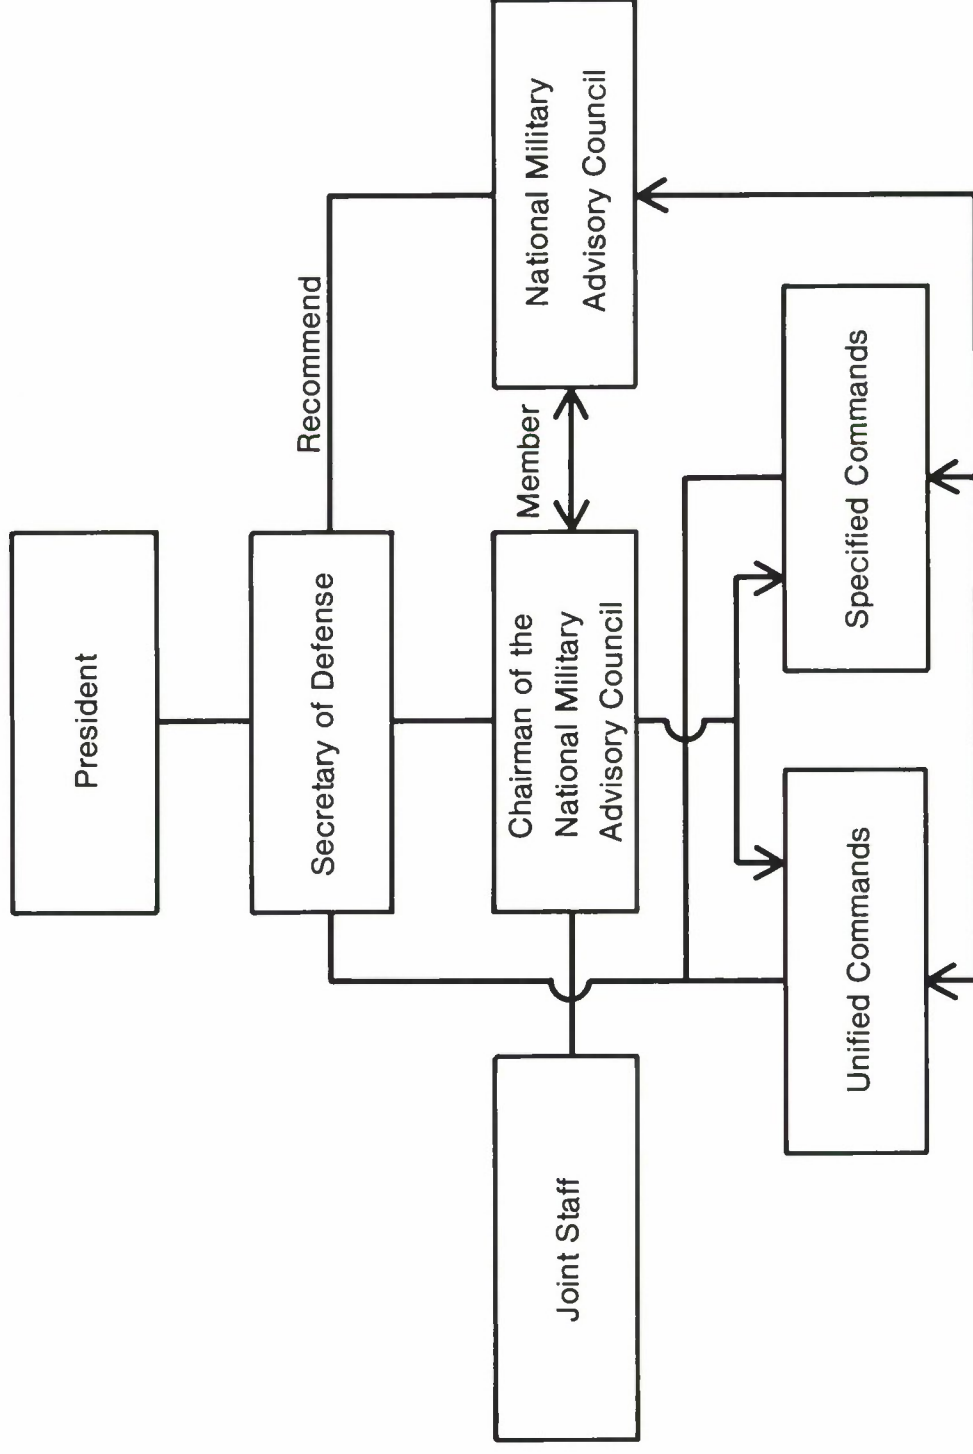 President
Secretary of Defense
Recommend
Joint Staff
Chairman of the
National Military
Advisory Council
Member
National Military
Advisory Council
Unified Commands
Specified Commands